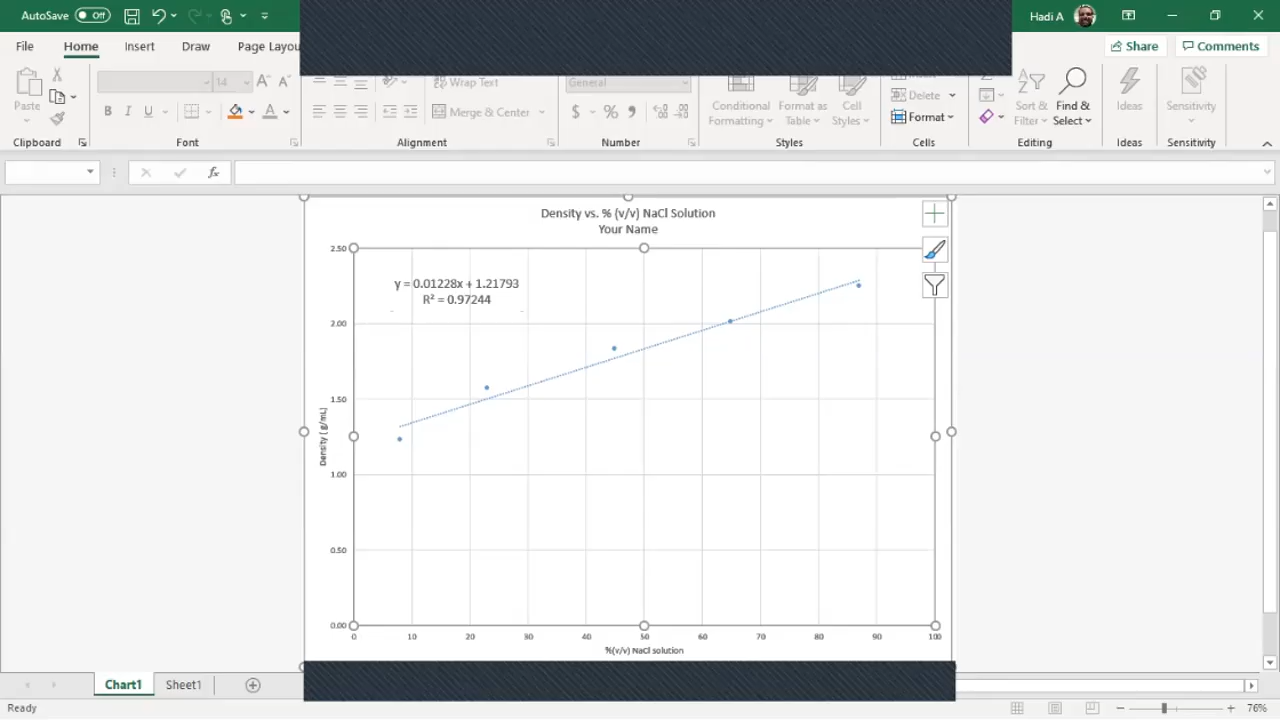 AutoSave Off
Hadi A
File Home Insert Draw Page Layou
Share Comments
Paste
14 A A
B I U A
Wrap Text
Merge & Center
General
$ % 9
Conditional Formatting
Format as Table
Cell Styles
Delete
Format
Sort & Filter
Find & Select
Ideas
Sensitivity
Clipboard Font Alignment Number Styles Cells Editing Ideas Sensitivity
fx
Density vs. % (v/v) NaCl Solution
Your Name
y = 0.01228x + 1.21793
R² = 0.97244
2.50
2.00
1.50
1.00
0.50
0.00
Density ( g/mL)
0 10 20 30 40 50 60 70 80 90 100
%(v/v) NaCl solution
Chart1 Sheet1
Ready
76%